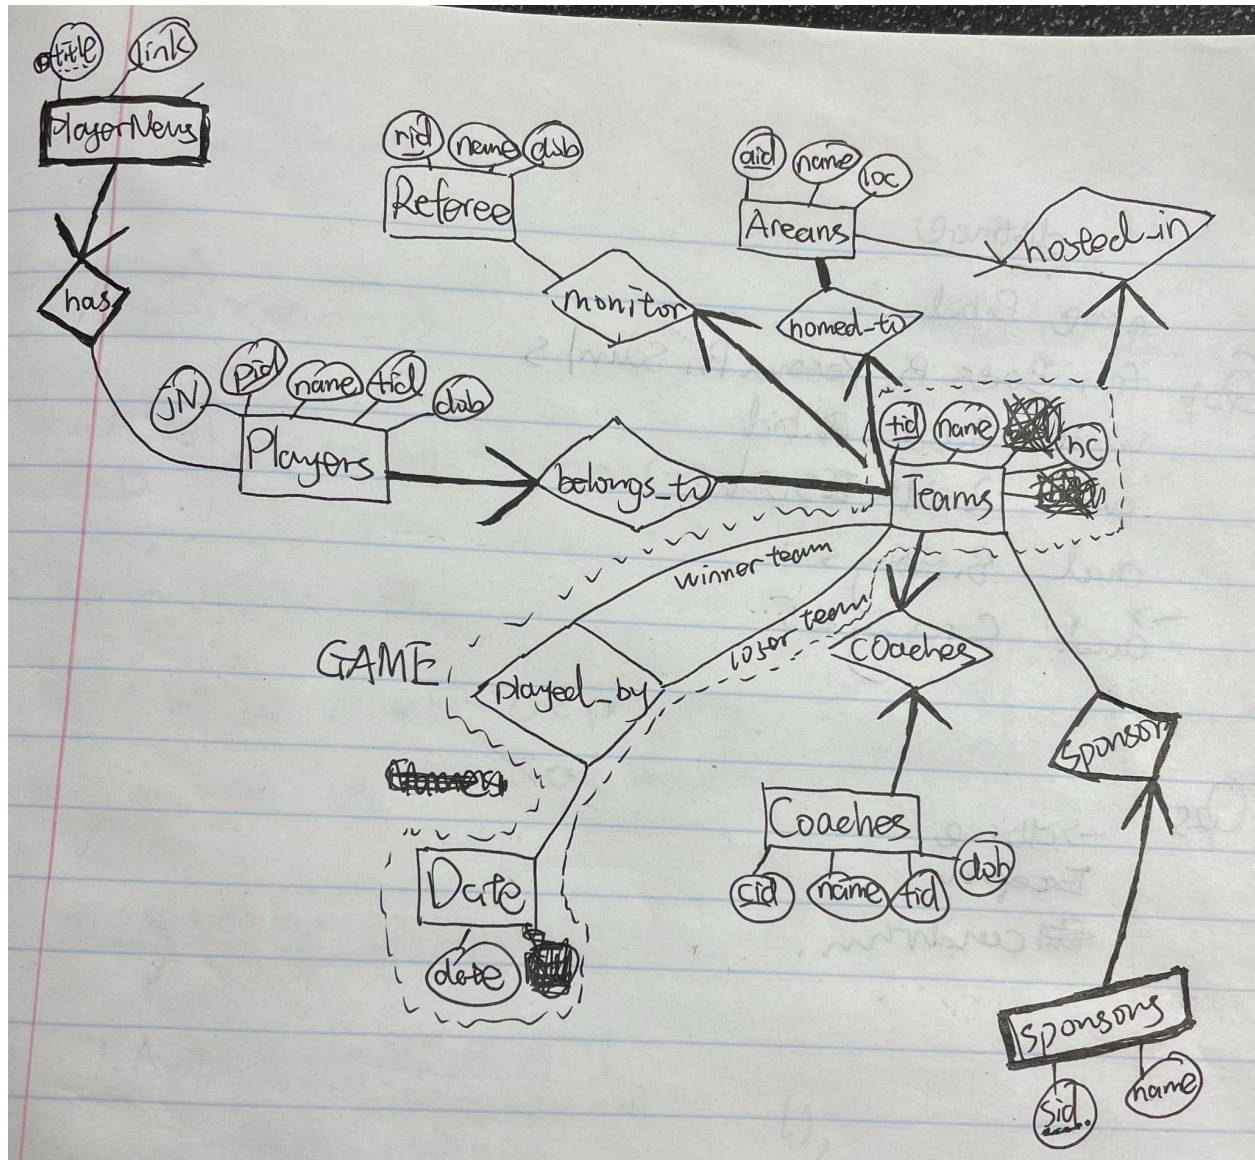 title
link
PlayerNews
rid
name
dob
aid
name
loc
Referee
Areans
hosted_in
has
monitor
homed_to
jN
pid
name
tid
dob
tid
name
hc
Players
belongs_to
Teams
winner team
loser team
GAME
played_by
coaches
sponsor
Coaches
Date
cid
name
tid
dob
date
sponsors
sid.
name